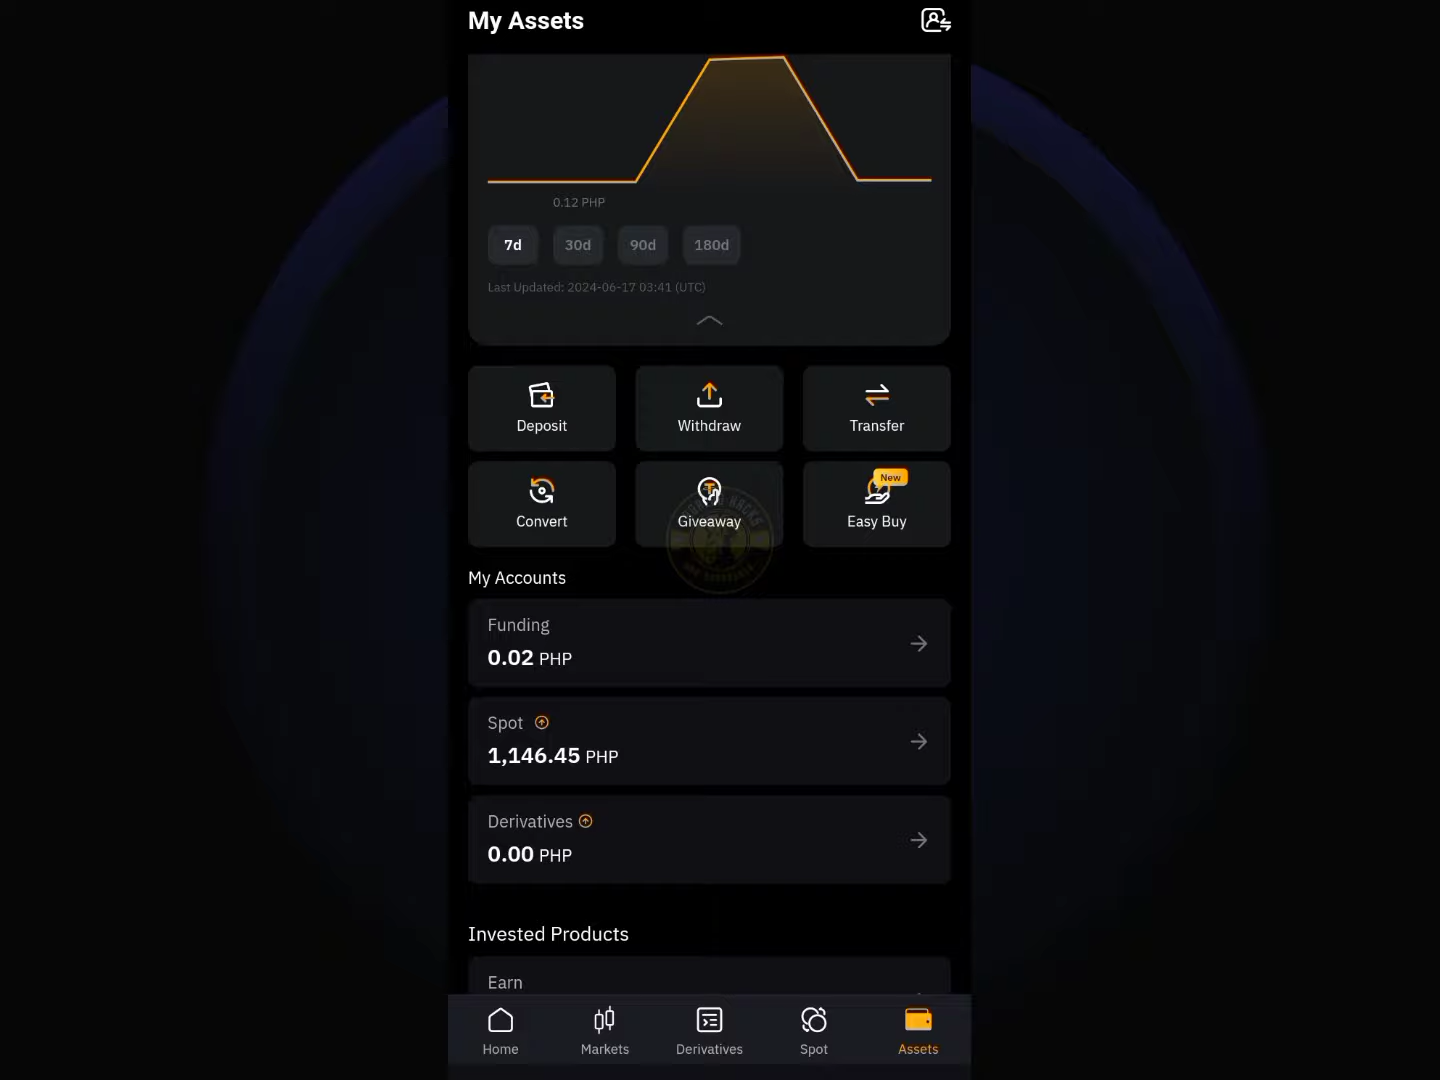 My Assets
0.12 PHP
7d 30d 90d 180d
Last Updated: 2024-06-17 03:41 (UTC)
Deposit Withdraw Transfer
New
Convert Giveaway Easy Buy
My Accounts
Funding
0.02 PHP
Spot
1,146.45 PHP
Derivatives
0.00 PHP
Invested Products
Earn
Home Markets Derivatives Spot Assets